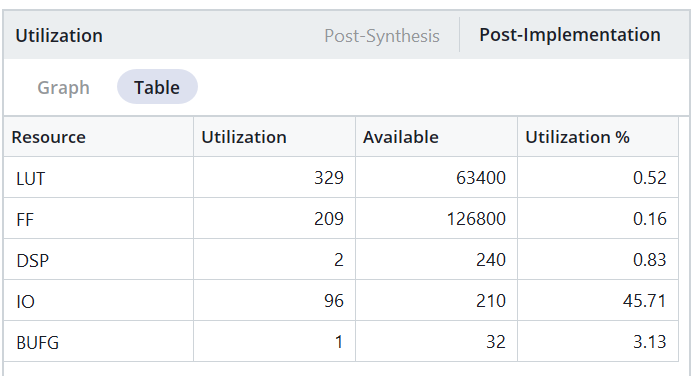 Utilization Post-Synthesis Post-Implementation
Graph Table
Resource Utilization Available Utilization %
LUT 329 63400 0.52
FF 209 126800 0.16
DSP 2 240 0.83
IO 96 210 45.71
BUFG 1 32 3.13